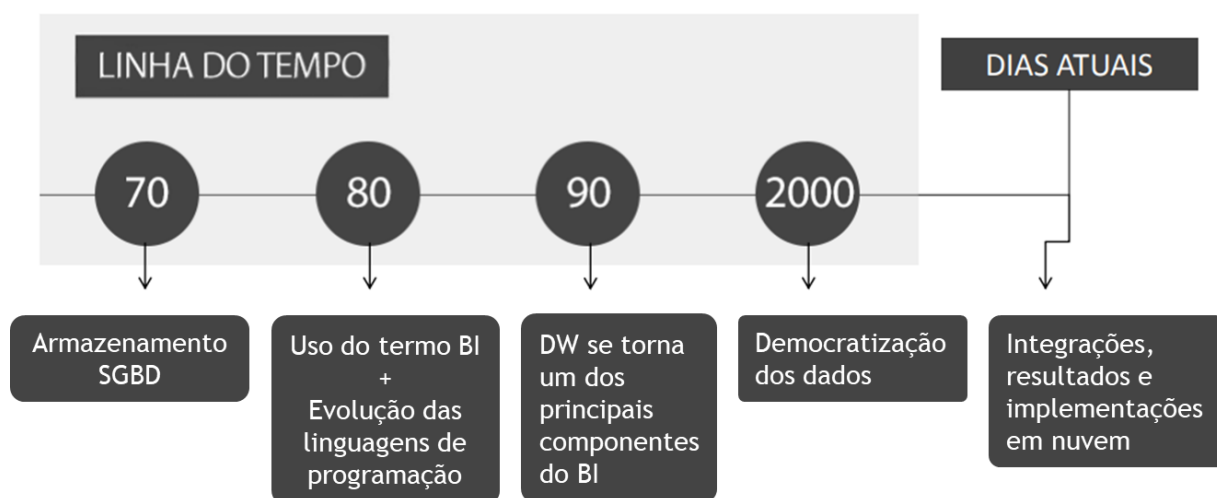 LINHA DO TEMPO
DIAS ATUAIS
70
80
90
2000
Armazenamento
SGBD
Uso do termo BI
+
Evolução das
linguagens de
programação
DW se torna
um dos
principais
componentes
do BI
Democratização
dos dados
Integrações,
resultados e
implementações
em nuvem